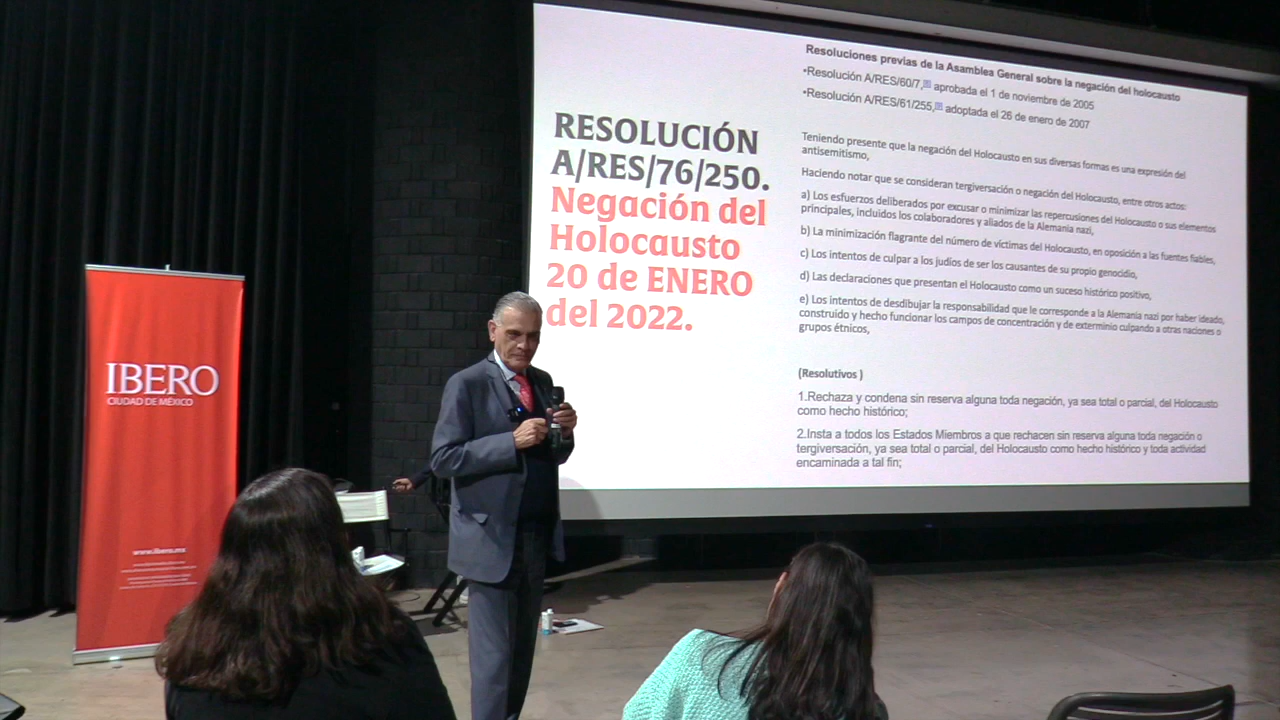 IBERO
CIUDAD DE MÉXICO
www.ibero.mx
RESOLUCIÓN
A/RES/76/250.
Negación del
Holocausto
20 de ENERO
del 2022.
Resoluciones previas de la Asamblea General sobre la negación del holocausto
•Resolución A/RES/60/7, aprobada el 1 de noviembre de 2005
•Resolución A/RES/61/255, adoptada el 26 de enero de 2007
Teniendo presente que la negación del Holocausto en sus diversas formas es una expresión del
antisemitismo,
Haciendo notar que se consideran tergiversación o negación del Holocausto, entre otros actos:
a) Los esfuerzos deliberados por excusar o minimizar las repercusiones del Holocausto o sus elementos
principales, incluidos los colaboradores y aliados de la Alemania nazi,
b) La minimización flagrante del número de víctimas del Holocausto, en oposición a las fuentes fiables,
c) Los intentos de culpar a los judíos de ser los causantes de su propio genocidio,
d) Las declaraciones que presentan el Holocausto como un suceso histórico positivo,
e) Los intentos de desdibujar la responsabilidad que le corresponde a la Alemania nazi por haber ideado,
construido y hecho funcionar los campos de concentración y de exterminio culpando a otras naciones o
grupos étnicos,
(Resolutivos )
1.Rechaza y condena sin reserva alguna toda negación, ya sea total o parcial, del Holocausto
como hecho histórico;
2.Insta a todos los Estados Miembros a que rechacen sin reserva alguna toda negación o
tergiversación, ya sea total o parcial, del Holocausto como hecho histórico y toda actividad
encaminada a tal fin;